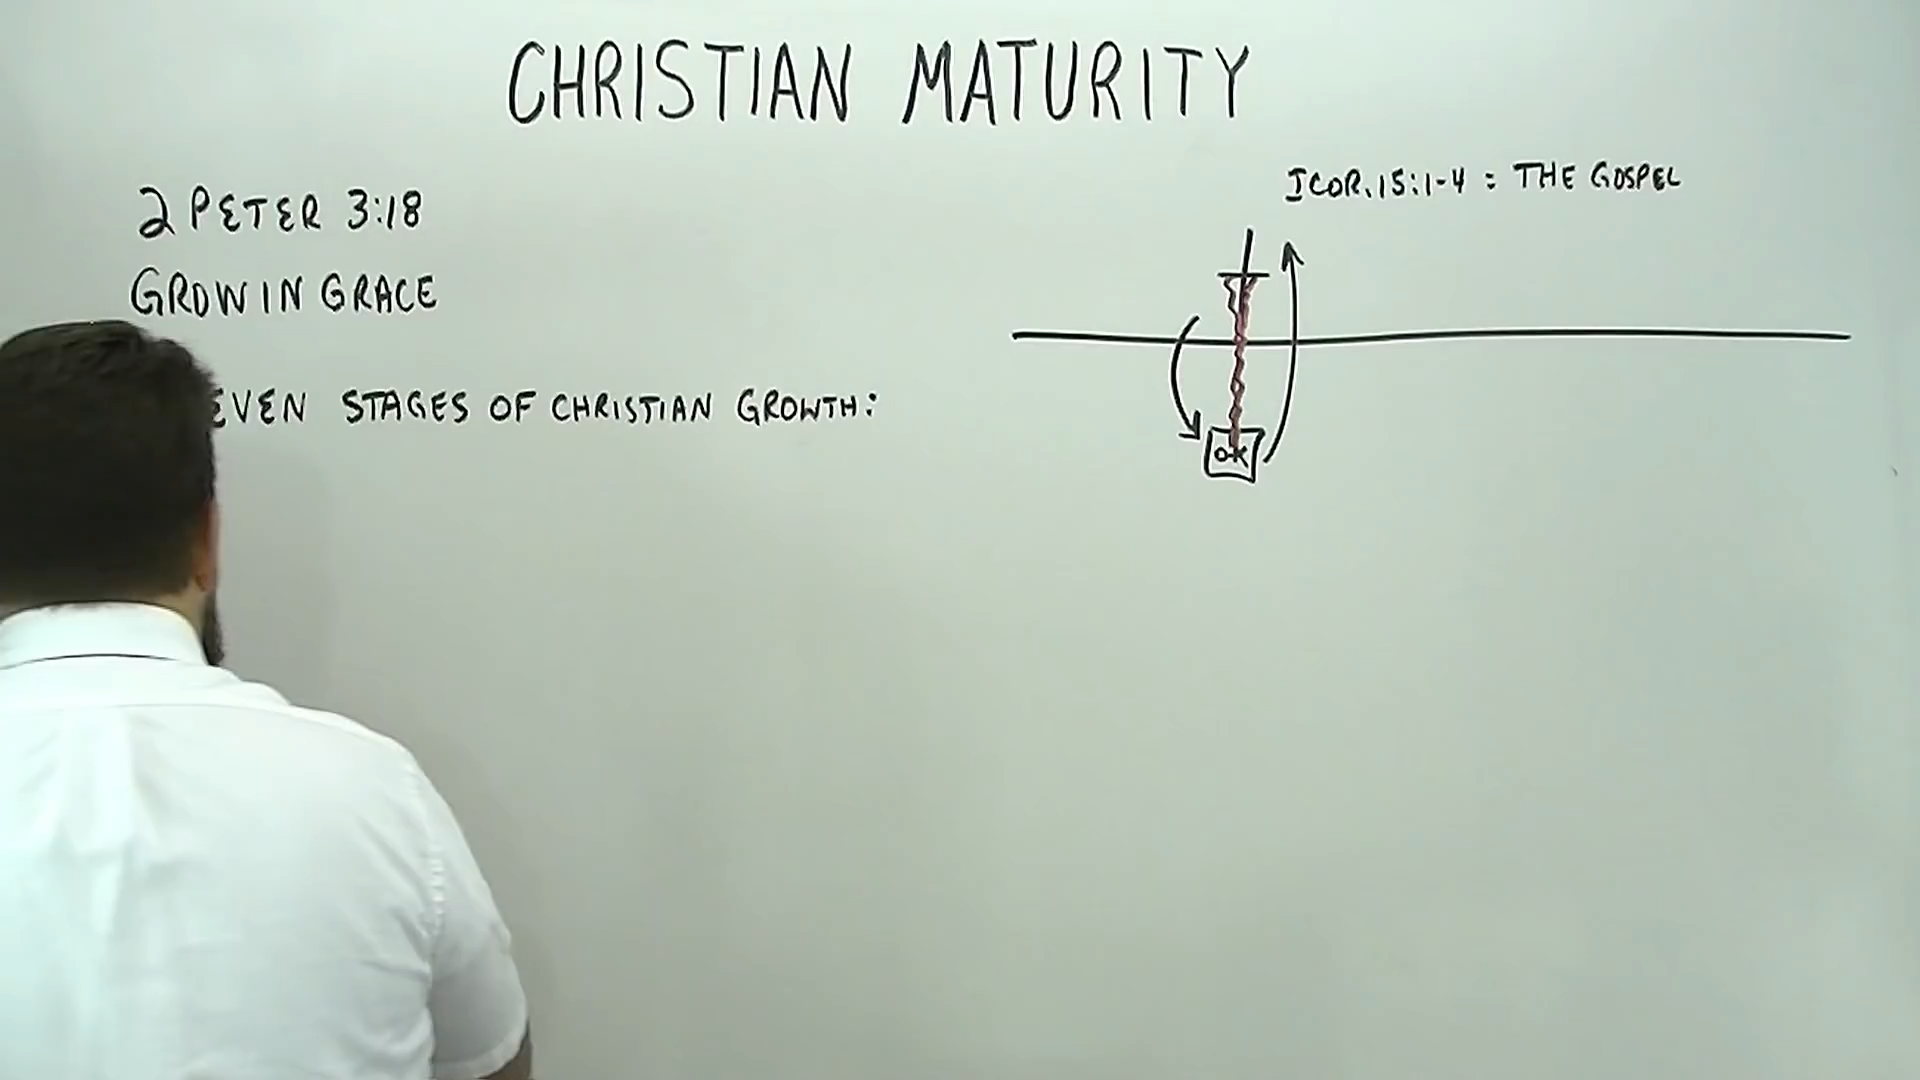 CHRISTIAN MATURITY
2 PETER 3:18
GROW IN GRACE
EVEN STAGES OF CHRISTIAN GROWTH:
I COR. 15:1-4 = THE GOSPEL